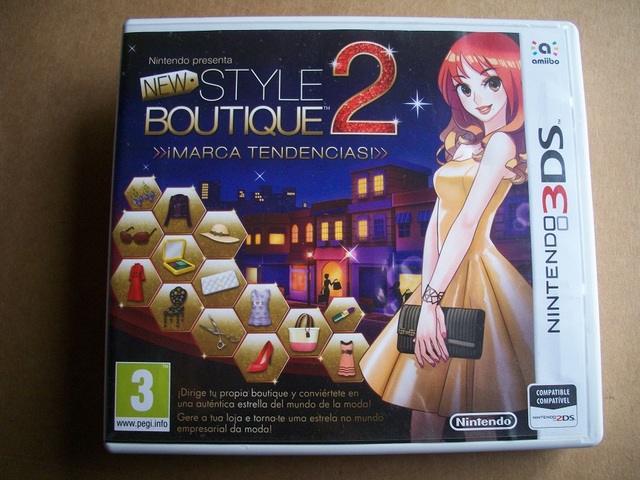 Nintendo presenta
NEW STYLE
BOUTIQUE™ 2
»¡MARCA TENDENCIAS!»
amiibo
NINTENDO 3DS™
3
www.pegi.info
¡Dirige tu propia boutique y conviértete en
una auténtica estrella del mundo de la moda!
Gere a tua loja e torna-te uma estrela no mundo
empresarial da moda!
Nintendo
COMPATIBLE
COMPATÍVEL
NINTENDO 2DS